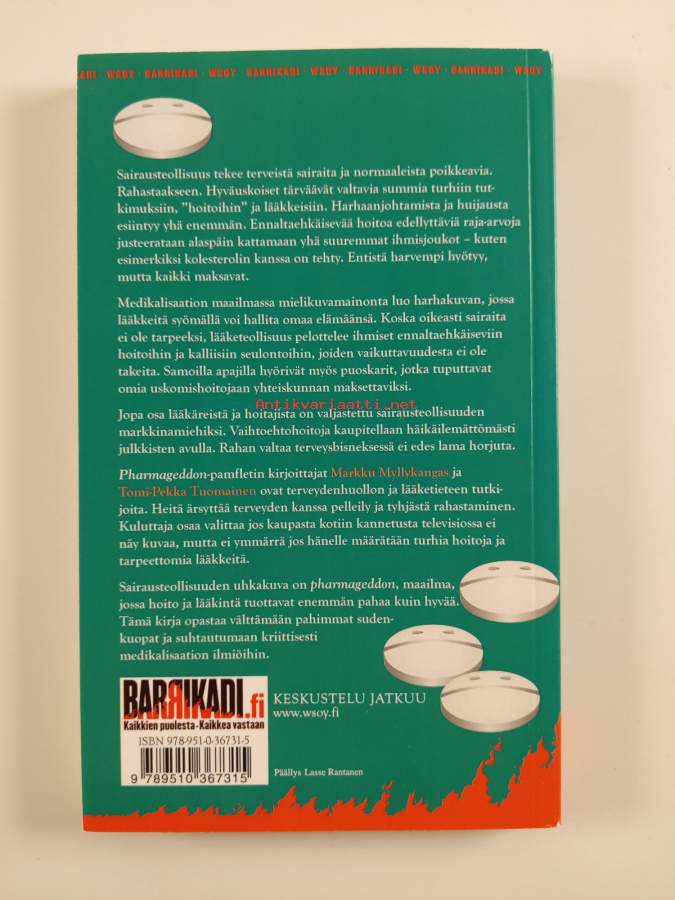 KADI · WSOY · BARRIKADI · WSOY · BARRIKADI · WSOY · BARRIKADI · WSOY · BARRIKADI · WSOY
Sairausteollisuus tekee terveistä sairaita ja normaaleista poikkeavia.
Rahastaakseen. Hyväuskoiset tärväävät valtavia summia turhiin tut-
kimuksiin, "hoitoihin" ja lääkkeisiin. Harhaanjohtamista ja huijausta
esiintyy yhä enemmän. Ennaltaehkäisevää hoitoa edellyttäviä raja-arvoja
justeerataan alaspäin kattamaan yhä suuremmat ihmisjoukot – kuten
esimerkiksi kolesterolin kanssa on tehty. Entistä harvempi hyötyy,
mutta kaikki maksavat.
Medikalisaation maailmassa mielikuvamainonta luo harhakuvan, jossa
lääkkeitä syömällä voi hallita omaa elämäänsä. Koska oikeasti sairaita
ei ole tarpeeksi, lääketeollisuus pelottelee ihmiset ennaltaehkäiseviin
hoitoihin ja kalliisiin seulontoihin, joiden vaikuttavuudesta ei ole
takeita. Samoilla apajilla hyörivät myös puoskarit, jotka tuputtavat
omia uskomishoitojaan yhteiskunnan maksettaviksi.
Antikvariaatti.net
Jopa osa lääkäreistä ja hoitajista on valjastettu sairausteollisuuden
markkinamiehiksi. Vaihtoehtohoitoja kaupitellaan häikäilemättömästi
julkkisten avulla. Rahan valtaa terveysbisneksessä ei edes lama horjuta.
Pharmageddon-pamfletin kirjoittajat Markku Myllykangas ja
Tomi-Pekka Tuomainen ovat terveydenhuollon ja lääketieteen tutki-
joita. Heitä ärsyttää terveyden kanssa pelleily ja tyhjästä rahastaminen.
Kuluttaja osaa valittaa jos kaupasta kotiin kannetusta televisiossa ei
näy kuvaa, mutta ei ymmärrä jos hänelle määrätään turhia hoitoja ja
tarpeettomia lääkkeitä.
Sairausteollisuuden uhkakuva on pharmageddon, maailma,
jossa hoito ja lääkintä tuottavat enemmän pahaa kuin hyvää.
Tämä kirja opastaa välttämään pahimmat suden-
kuopat ja suhtautumaan kriittisesti
medikalisaation ilmiöihin.
BARRIKADI.fi
Kaikkien puolesta - Kaikkea vastaan
KESKUSTELU JATKUU
www.wsoy.fi
ISBN 978-951-0-36731-5
9 789510 367315
Päällys Lasse Rantanen